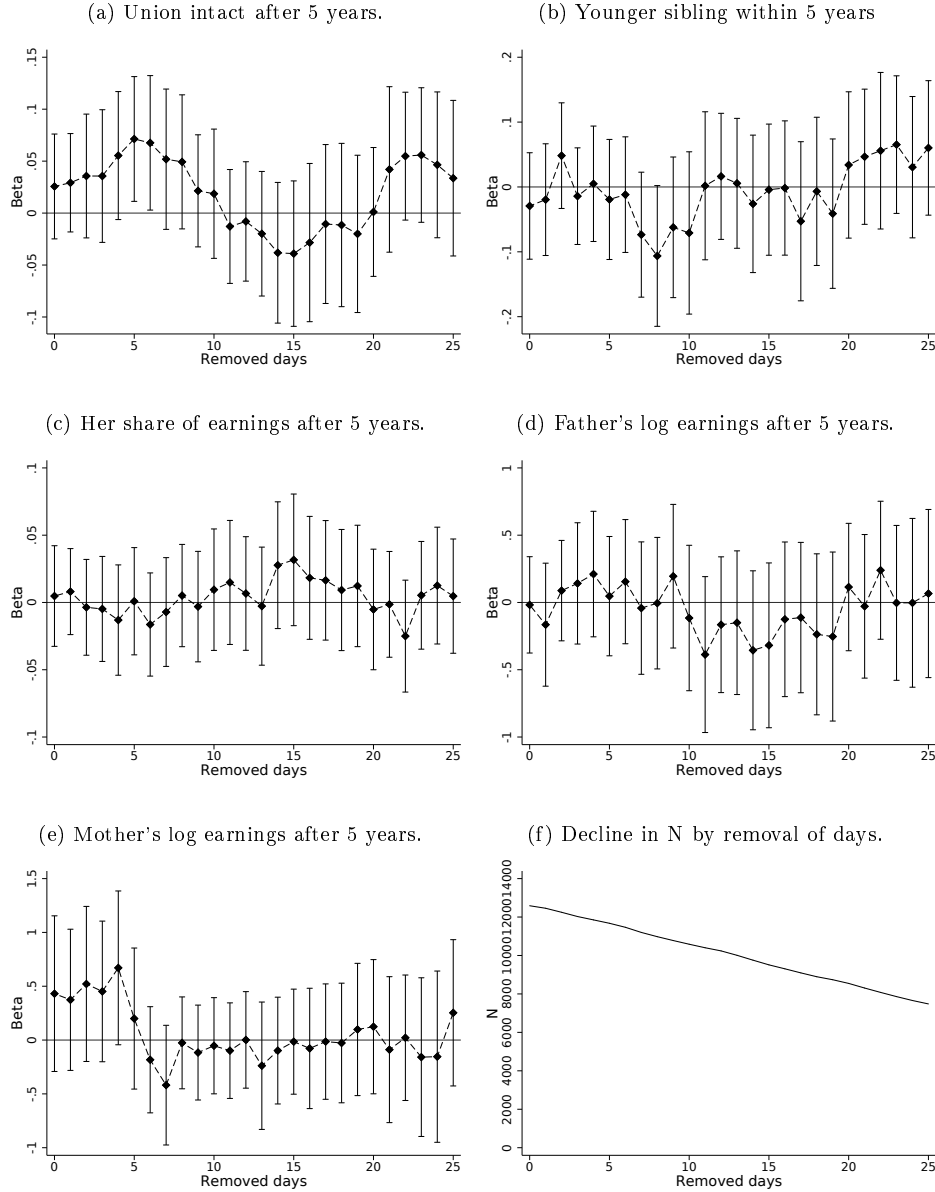 (a) Union intact after 5 years.
.15
.1
.05
0
-.05
-.1
Beta
0 5 10 15 20 25
Removed days
(b) Younger sibling within 5 years
.2
.1
0
-.1
-.2
Beta
0 5 10 15 20 25
Removed days
(c) Her share of earnings after 5 years.
.1
.05
0
-.05
-.1
Beta
0 5 10 15 20 25
Removed days
(d) Father's log earnings after 5 years.
1
.5
0
-.5
-1
Beta
0 5 10 15 20 25
Removed days
(e) Mother's log earnings after 5 years.
1.5
1
.5
0
-.5
-1
Beta
0 5 10 15 20 25
Removed days
(f) Decline in N by removal of days.
14000
12000
10000
8000
6000
4000
2000
0
N
0 5 10 15 20 25
Removed days